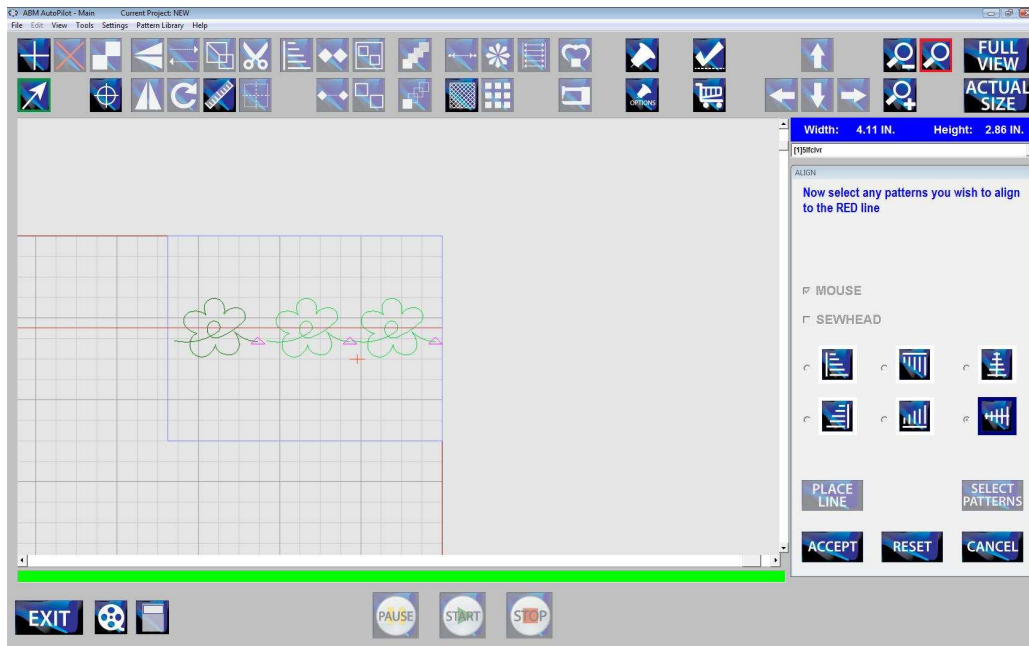 ABM AutoPilot - Main Current Project: NEW
File Edit View Tools Settings Pattern Library Help
FULL
VIEW
OPTIONS
ACTUAL
SIZE
Width: 4.11 IN. Height: 2.86 IN.
[1]5lfclvr
ALIGN
Now select any patterns you wish to align
to the RED line
MOUSE
SEWHEAD
PLACE
LINE
SELECT
PATTERNS
ACCEPT RESET CANCEL
EXIT PAUSE START STOP